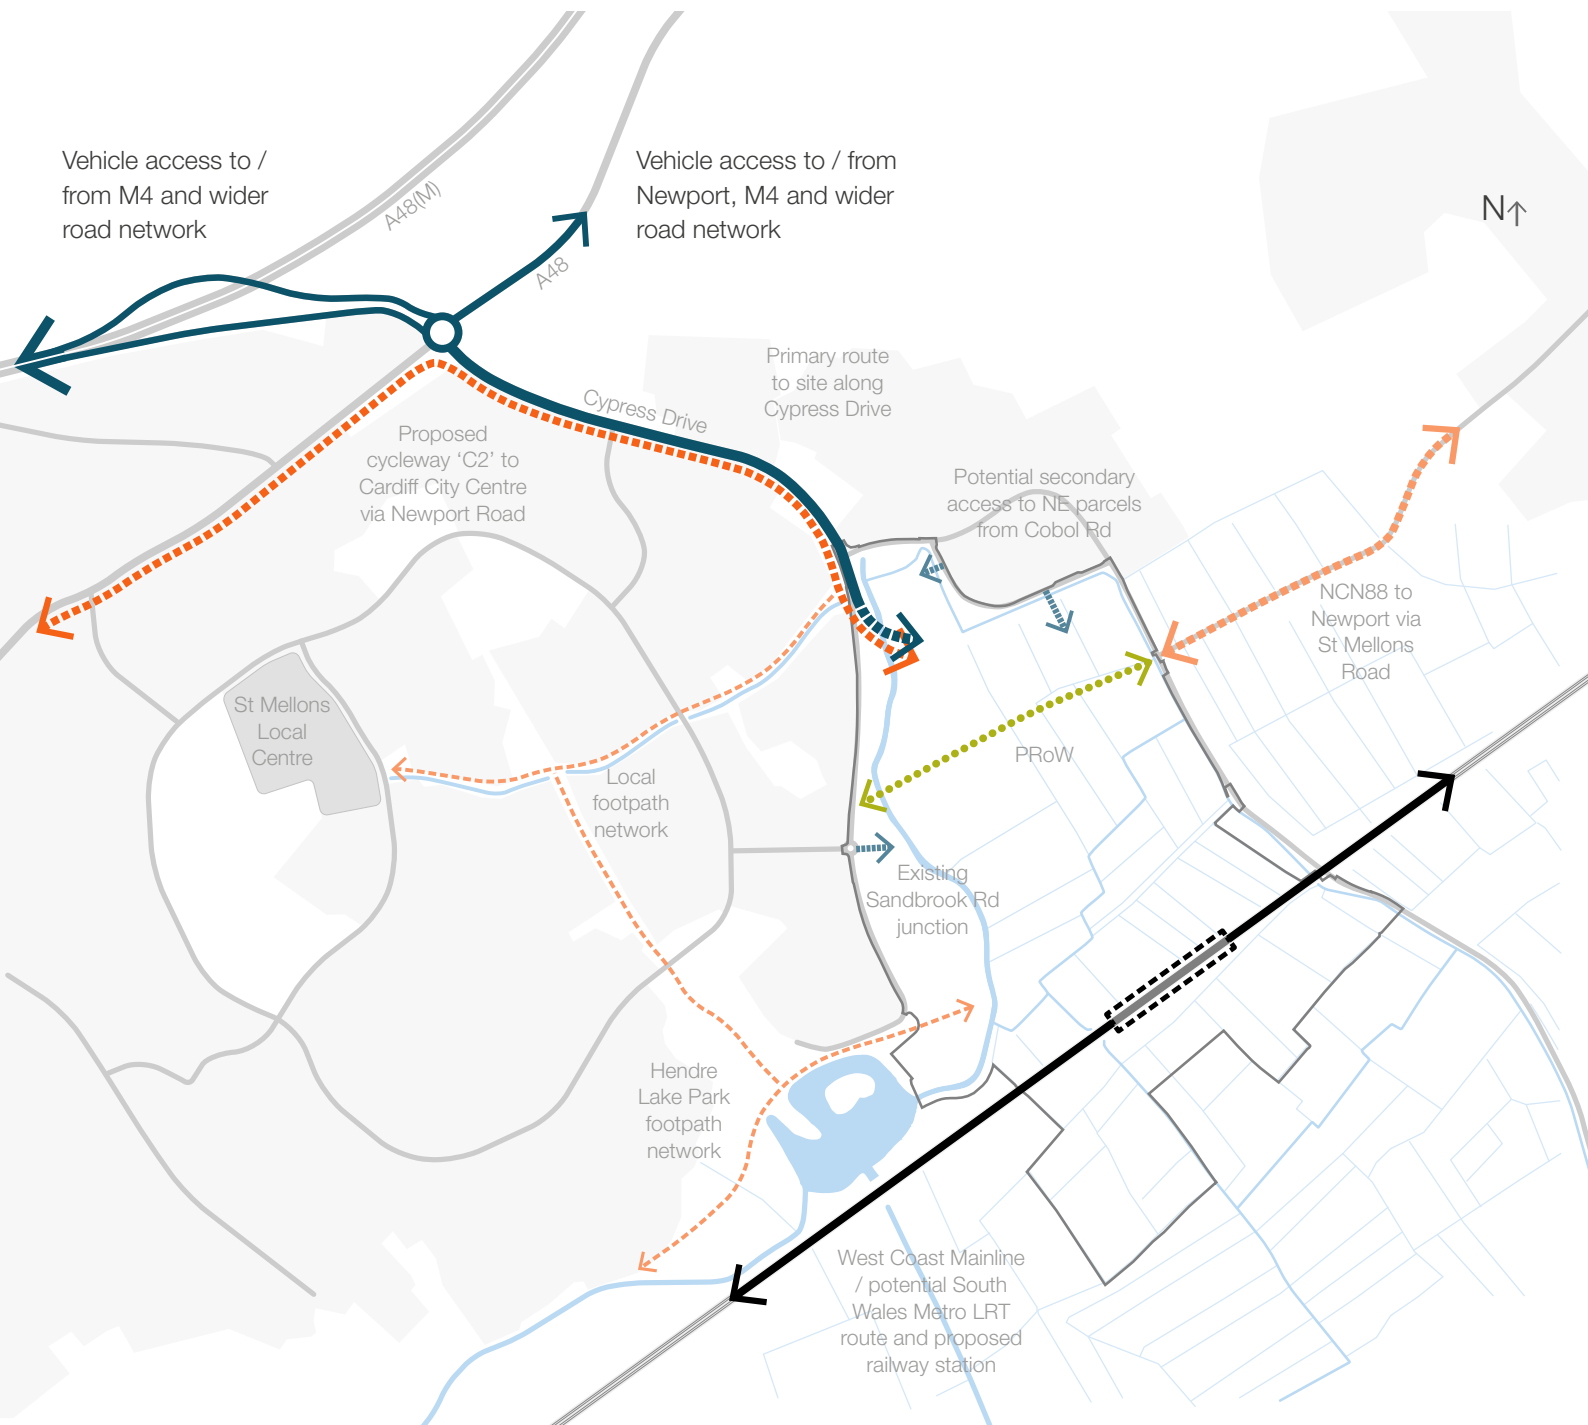 Vehicle access to /
from M4 and wider
road network
A48(M)
Vehicle access to / from
Newport, M4 and wider
road network
A48
N↑
Primary route
to site along
Cypress Drive
Cypress Drive
Proposed
cycleway ‘C2’ to
Cardiff City Centre
via Newport Road
Potential secondary
access to NE parcels
from Cobol Rd
NCN88 to
Newport via
St Mellons
Road
St Mellons
Local
Centre
PRoW
Local
footpath
network
Existing
Sandbrook Rd
junction
Hendre
Lake Park
footpath
network
West Coast Mainline
/ potential South
Wales Metro LRT
route and proposed
railway station